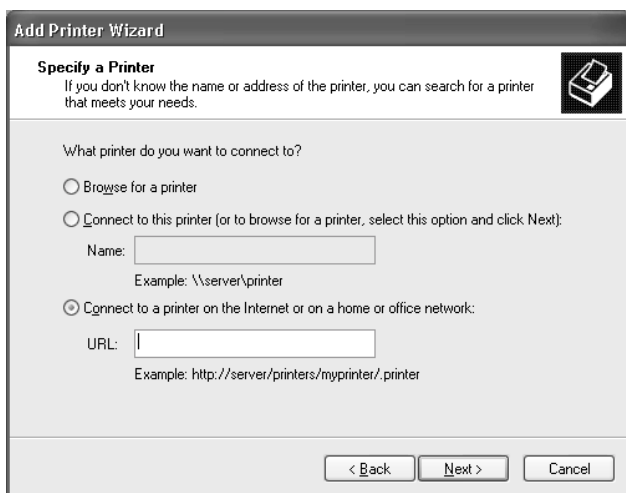 Add Printer Wizard
Specify a Printer
If you don't know the name or address of the printer, you can search for a printer
that meets your needs.
What printer do you want to connect to?
Browse for a printer
Connect to this printer (or to browse for a printer, select this option and click Next):
Name:
Example: \\server\printer
Connect to a printer on the Internet or on a home or office network:
URL:
Example: http://server/printers/myprinter/.printer
< Back Next > Cancel